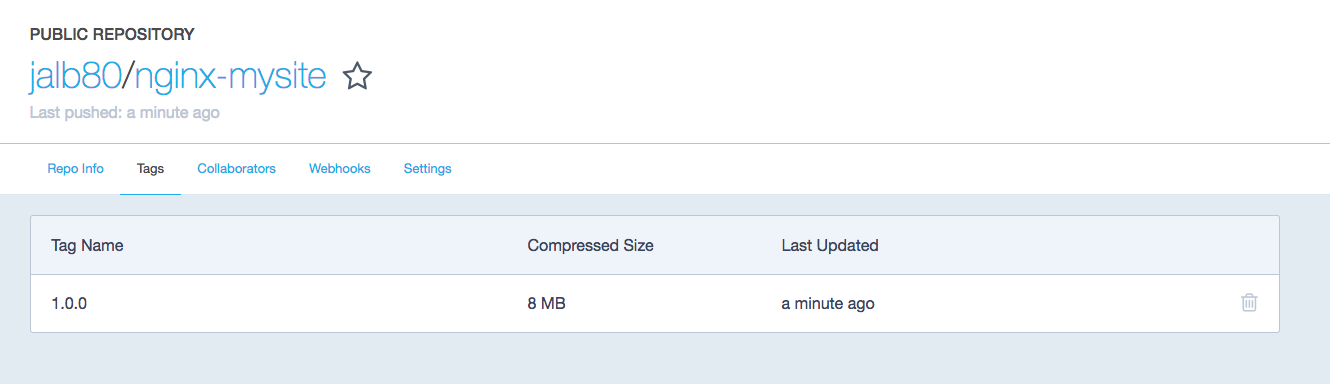 PUBLIC REPOSITORY
jalb80/nginx-mysite
Last pushed: a minute ago
Repo Info Tags Collaborators Webhooks Settings
Tag Name Compressed Size Last Updated
1.0.0 8 MB a minute ago